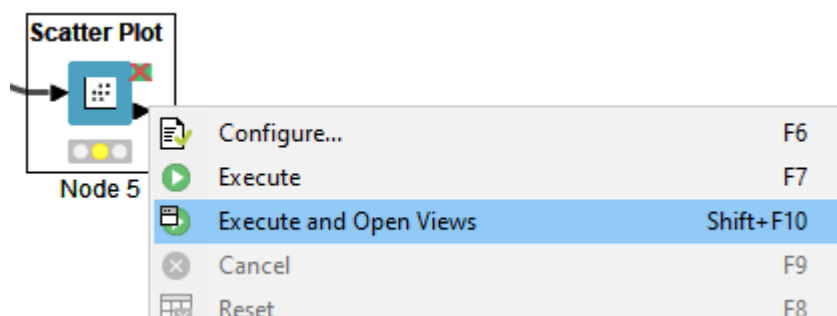 Scatter Plot
Node 5
Configure... F6
Execute F7
Execute and Open Views Shift+F10
Cancel F9
Reset F8